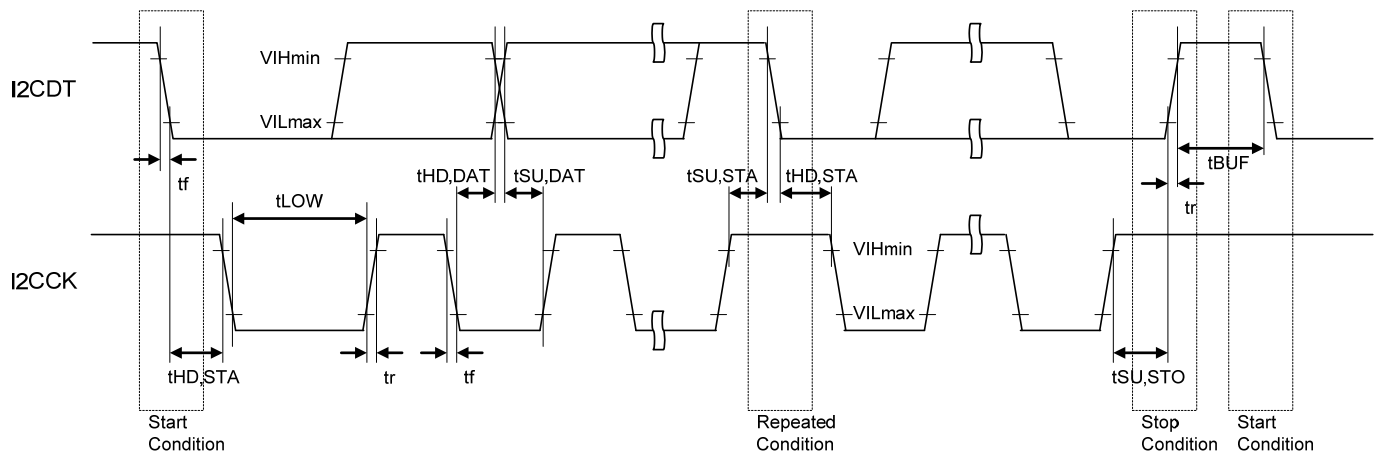 I2CDT
VIHmin
VILmax
tf
tHD,DAT
tSU,DAT
tSU,STA
tHD,STA
tBUF
tr
tLOW
I2CCK
VIHmin
VILmax
tHD,STA
tr
tf
tSU,STO
Start
Condition
Repeated
Condition
Stop
Condition
Start
Condition